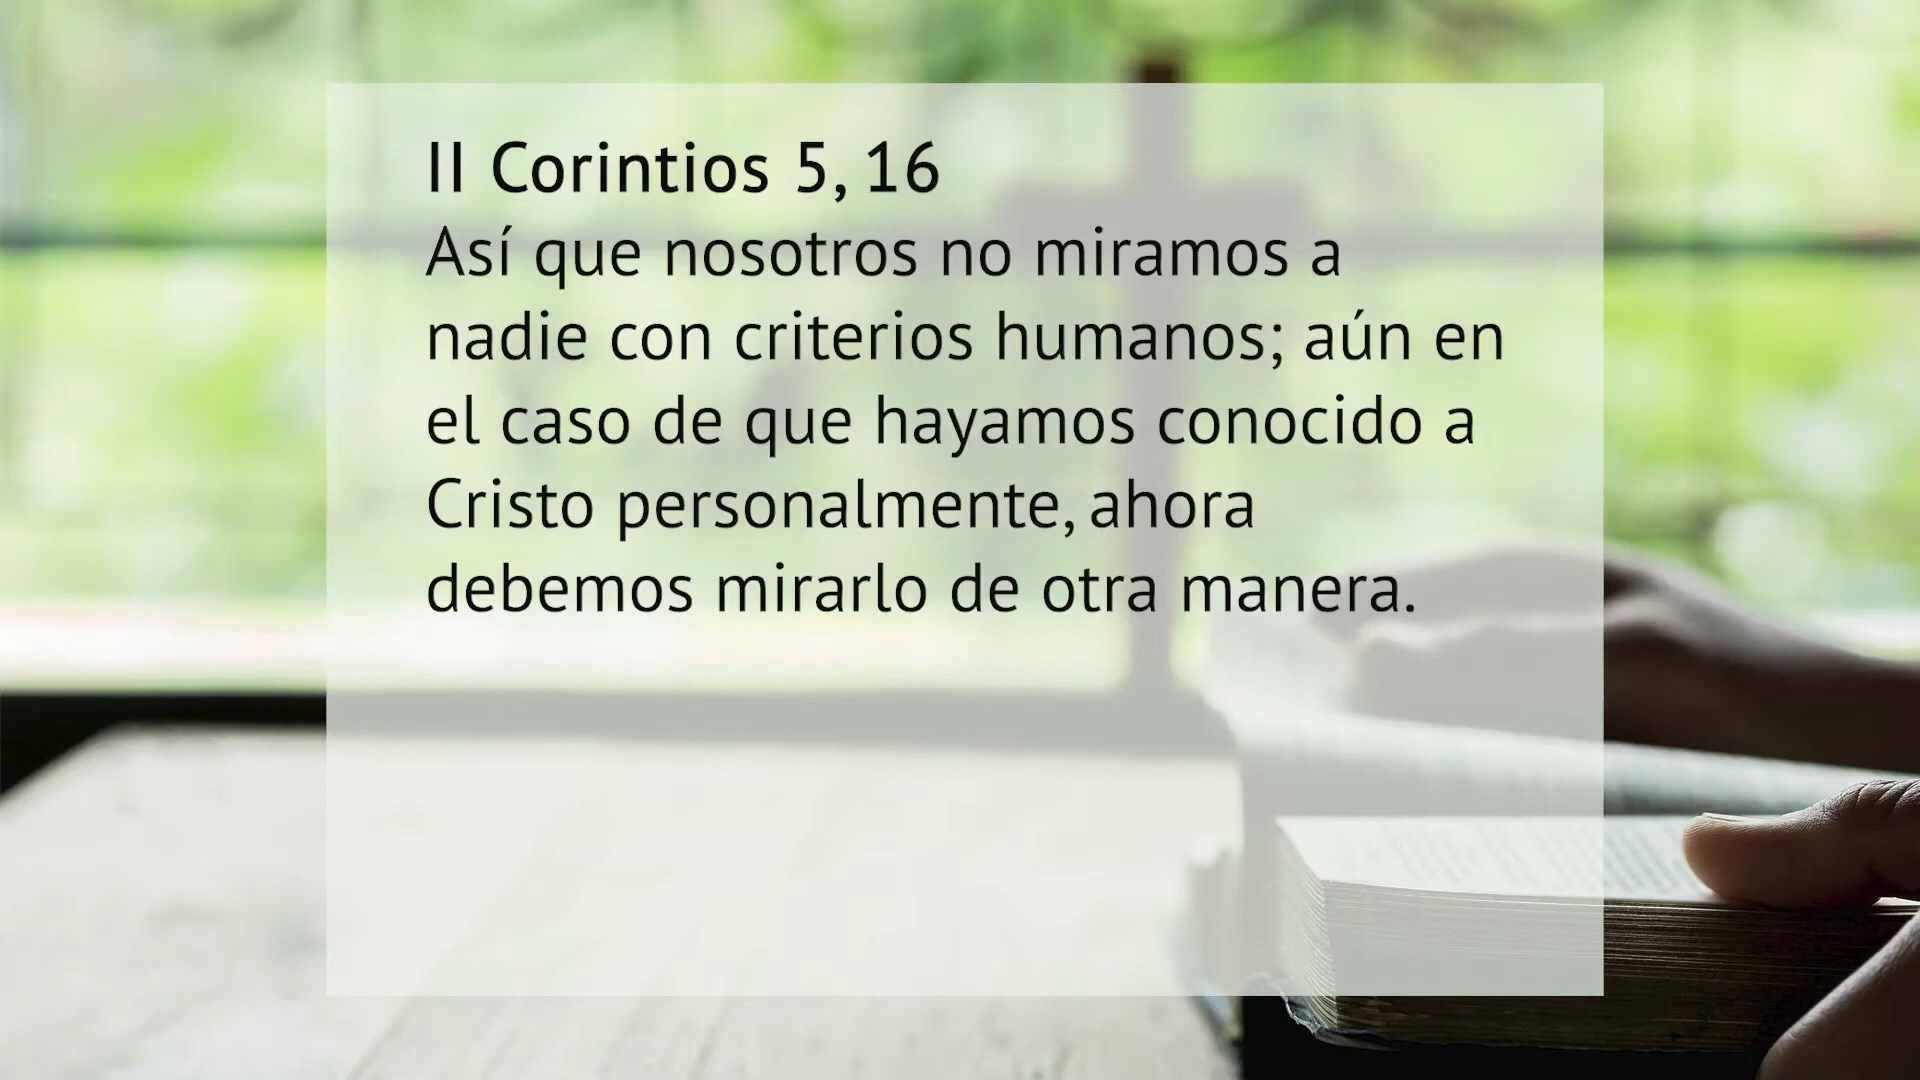 II Corintios 5, 16
Así que nosotros no miramos a
nadie con criterios humanos; aún en
el caso de que hayamos conocido a
Cristo personalmente, ahora
debemos mirarlo de otra manera.